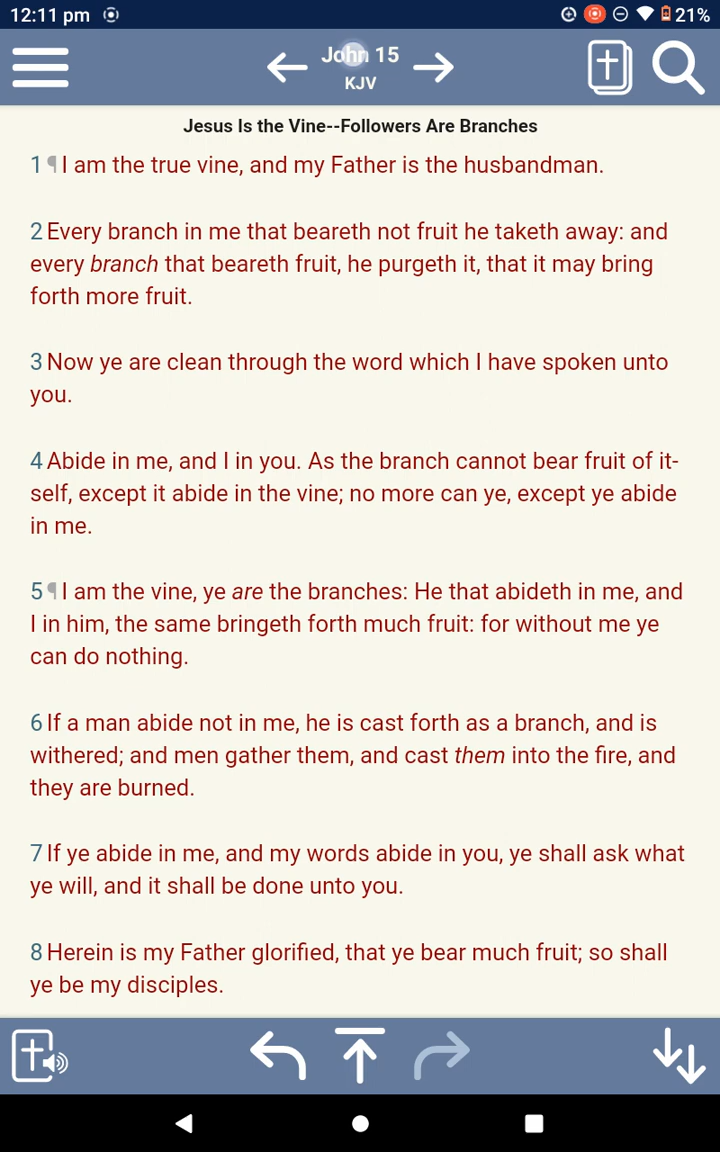 12:11 pm
21%
John 15
KJV
Jesus Is the Vine--Followers Are Branches
1 ¶ I am the true vine, and my Father is the husbandman.
2 Every branch in me that beareth not fruit he taketh away: and
every branch that beareth fruit, he purgeth it, that it may bring
forth more fruit.
3 Now ye are clean through the word which I have spoken unto
you.
4 Abide in me, and I in you. As the branch cannot bear fruit of it-
self, except it abide in the vine; no more can ye, except ye abide
in me.
5 ¶ I am the vine, ye are the branches: He that abideth in me, and
I in him, the same bringeth forth much fruit: for without me ye
can do nothing.
6 If a man abide not in me, he is cast forth as a branch, and is
withered; and men gather them, and cast them into the fire, and
they are burned.
7 If ye abide in me, and my words abide in you, ye shall ask what
ye will, and it shall be done unto you.
8 Herein is my Father glorified, that ye bear much fruit; so shall
ye be my disciples.